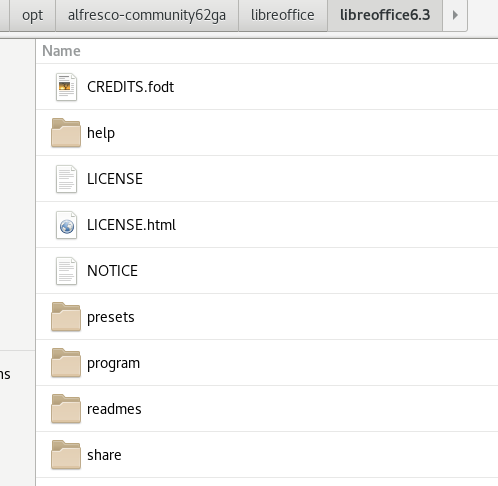 opt alfresco-community62ga libreoffice libreoffice6.3
Name
CREDITS.fodt
help
LICENSE
LICENSE.html
NOTICE
presets
program
ns
readmes
share